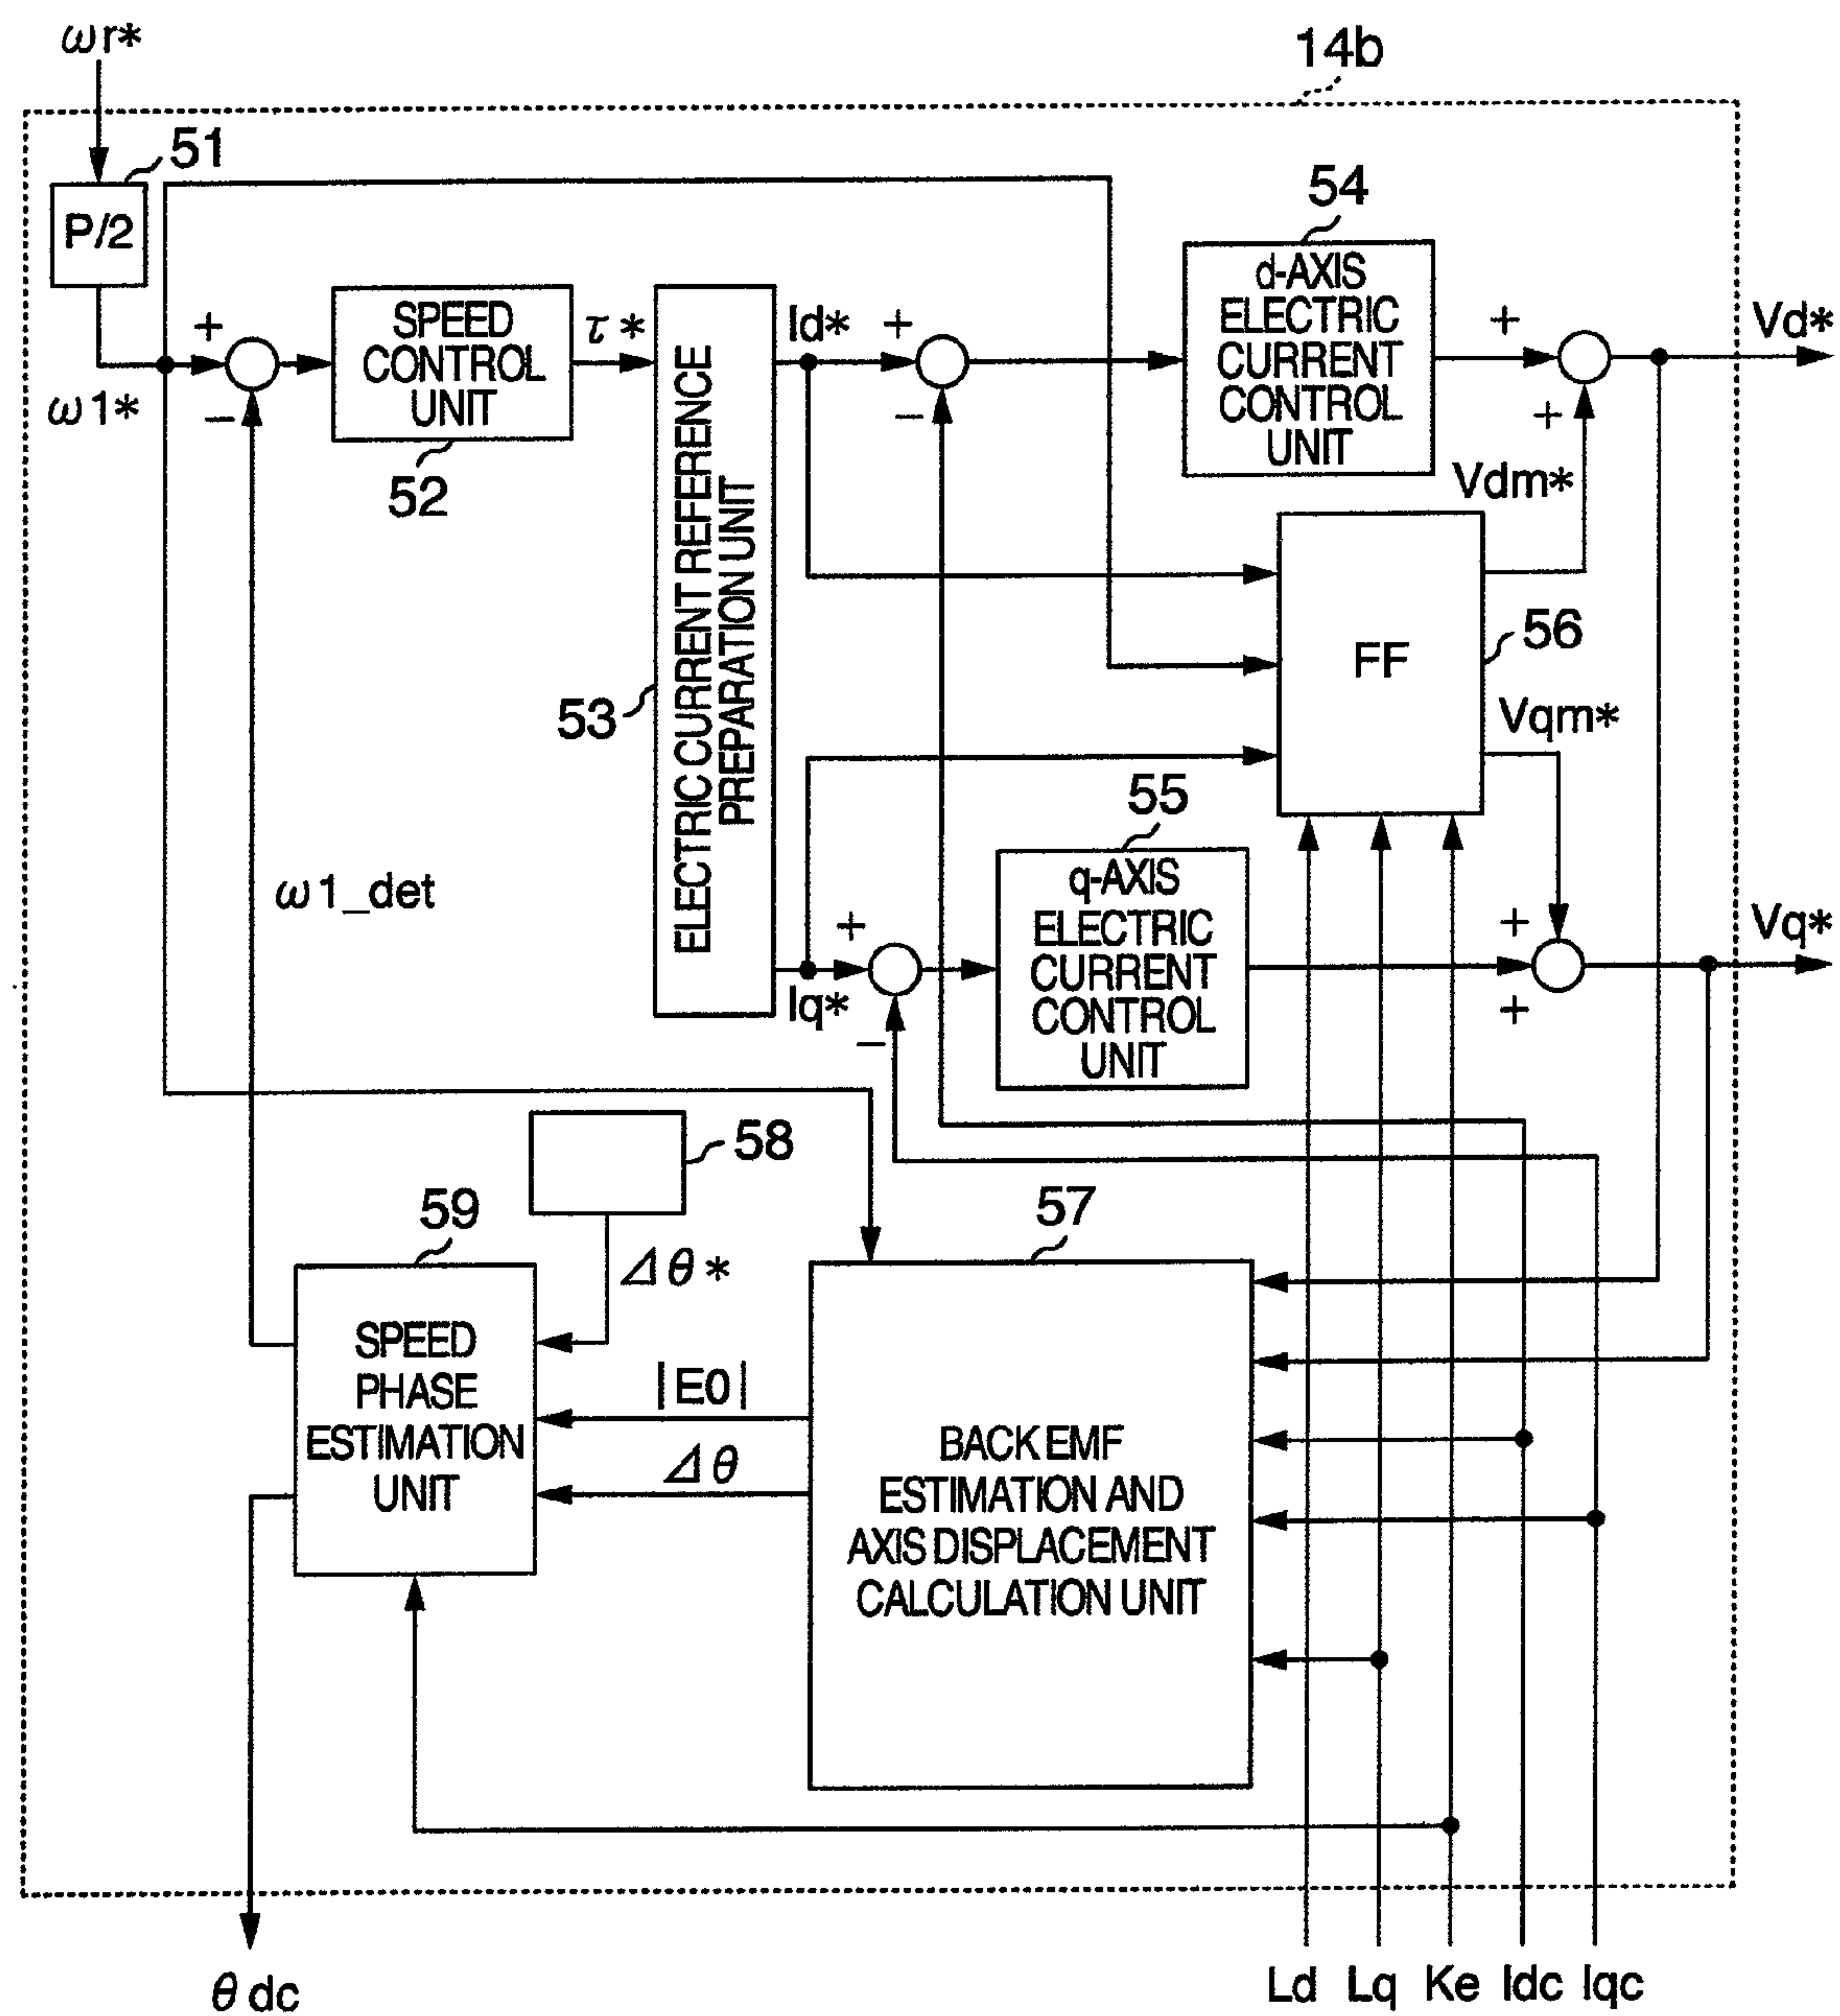 ωr*
14b
51
P/2
54
d-AXIS
ELECTRIC
CURRENT
CONTROL
UNIT
+
−
ω1*
SPEED
CONTROL
UNIT
52
τ*
ELECTRIC CURRENT REFERENCE
PREPARATION UNIT
53
Id*
+
−
+
+
Vd*
Vdm*
FF
56
Vqm*
ω1_det
55
q-AXIS
ELECTRIC
CURRENT
CONTROL
UNIT
+
Iq*
−
+
+
Vq*
58
59
Δθ*
57
SPEED
PHASE
ESTIMATION
UNIT
|E0|
Δθ
BACK EMF
ESTIMATION AND
AXIS DISPLACEMENT
CALCULATION UNIT
θdc
Ld Lq Ke Idc Iqc